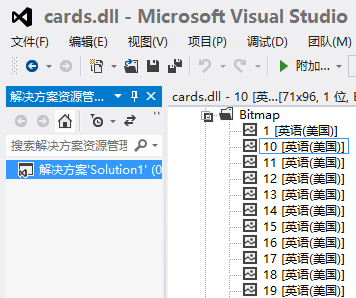 cards.dll - Microsoft Visual Studio
文件(F) 编辑(E) 视图(V) 项目(P) 调试(D) 团队(M)
附加...
解决方案资源管...
cards.dll - 10 [英...[71x96, 1 位, B
搜索解决方案资源管理
解决方案'Solution1' (0
Bitmap
1 [英语(美国)]
10 [英语(美国)]
11 [英语(美国)]
12 [英语(美国)]
13 [英语(美国)]
14 [英语(美国)]
15 [英语(美国)]
16 [英语(美国)]
17 [英语(美国)]
18 [英语(美国)]
19 [英语(美国)]